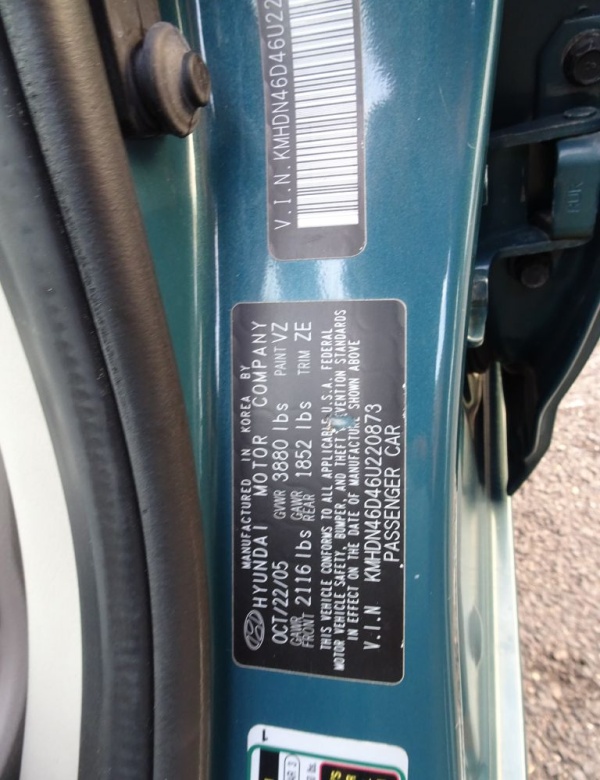 V.I.N. KMHDN46D46U22
MANUFACTURED IN KOREA BY
HYUNDAI MOTOR COMPANY
OCT/22/05 GVWR 3880 lbs PAINT VZ
GAWR FRONT 2116 lbs GAWR REAR 1852 lbs TRIM ZE
THIS VEHICLE CONFORMS TO ALL APPLICABLE U.S.A. FEDERAL
MOTOR VEHICLE SAFETY, BUMPER, AND THEFT PREVENTION STANDARDS
IN EFFECT ON THE DATE OF MANUFACTURE SHOWN ABOVE
V.I.N KMHDN46D46U220873
PASSENGER CAR
1